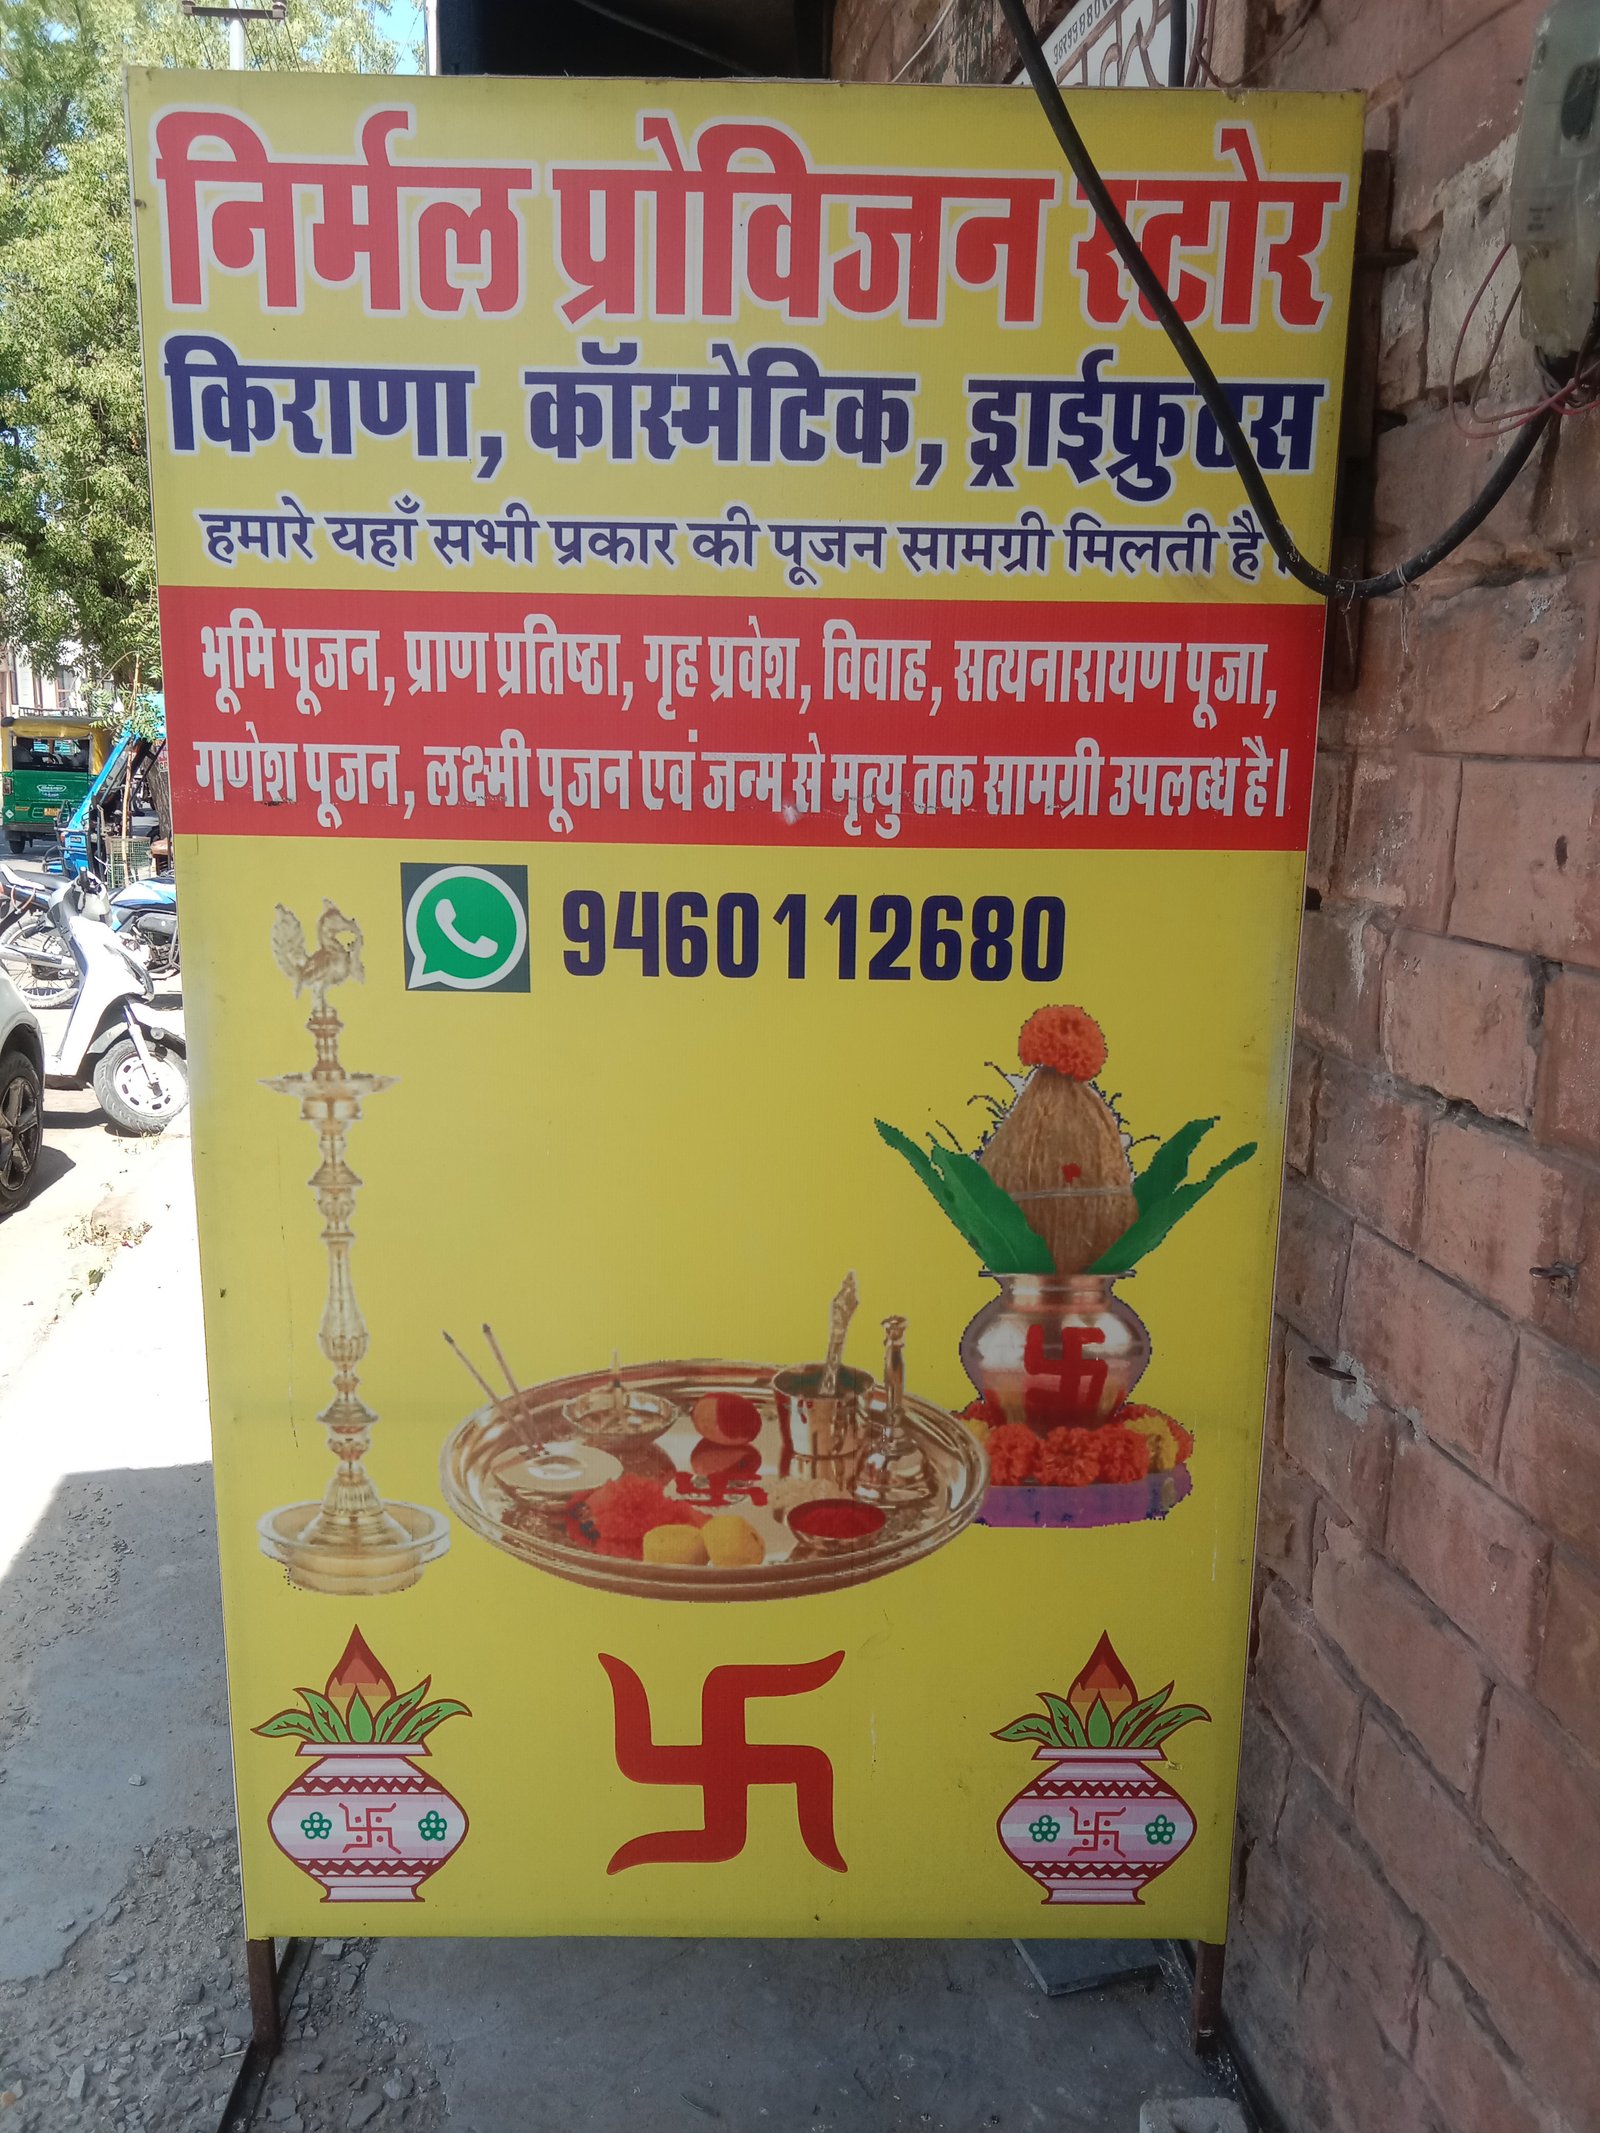 निर्मल प्रोविजन स्टोर
किराणा, कॉस्मेटिक, ड्राईफ्रुटस
हमारे यहाँ सभी प्रकार की पूजन सामग्री मिलती है।
भूमि पूजन, प्राण प्रतिष्ठा, गृह प्रवेश, विवाह, सत्यनारायण पूजा,
गणेश पूजन, लक्ष्मी पूजन एवं जन्म से मृत्यु तक सामग्री उपलब्ध है।
9460112680